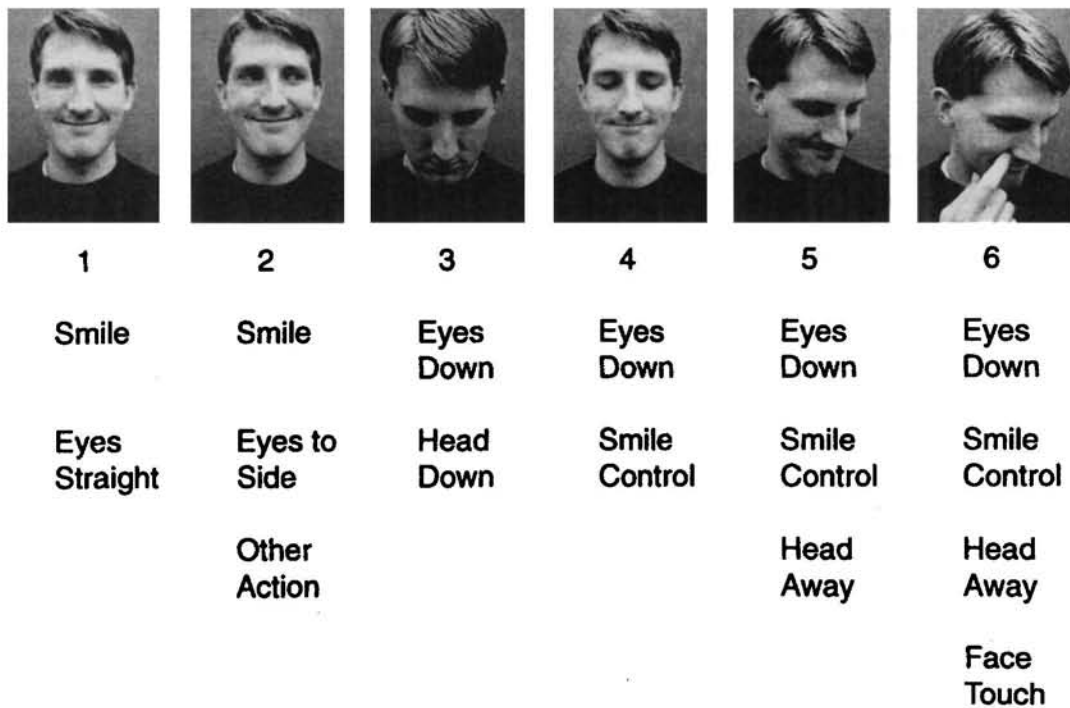 1 2 3 4 5 6
Smile Smile Eyes Down Eyes Down Eyes Down Eyes Down
Eyes Straight Eyes to Side Head Down Smile Control Smile Control Smile Control
Other Action Head Away Head Away
Face Touch